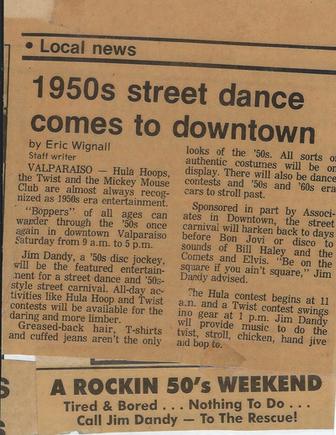 • Local news
1950s street dance
comes to downtown
by Eric Wignall
Staff writer
VALPARAISO — Hula Hoops,
the Twist and the Mickey Mouse
Club are almost always recog-
nized as 1950s era entertainment.
"Boppers" of all ages can
wander through the '50s once
again in downtown Valparaiso
Saturday from 9 a.m. to 5 p.m.
Jim Dandy, a '50s disc jockey,
will be the featured entertain-
ment for a street dance and '50s-
style street carnival. All-day ac-
tivities like Hula Hoop and Twist
contests will be available for the
daring and more limber.
Greased-back hair, T-shirts
and cuffed jeans aren't the only
looks of the '50s. All sorts of
authentic costumes will be on
display. There will also be dance
contests and '50s and '60s era
cars to stroll past.
Sponsored in part by Associ-
ates in Downtown, the street
carnival will harken back to days
before Bon Jovi or disco to
sounds of Bill Haley and the
Comets and Elvis. "Be on the
square if you ain't square," Jim
Dandy advised.
The Hula contest begins at 11
a.m. and a Twist contest swings
into gear at 1 p.m. Jim Dandy
will provide music to do the
twist, stroll, chicken, hand jive
and bop to.
A ROCKIN 50's WEEKEND
Tired & Bored . . . Nothing To Do . . .
Call Jim Dandy — To The Rescue!